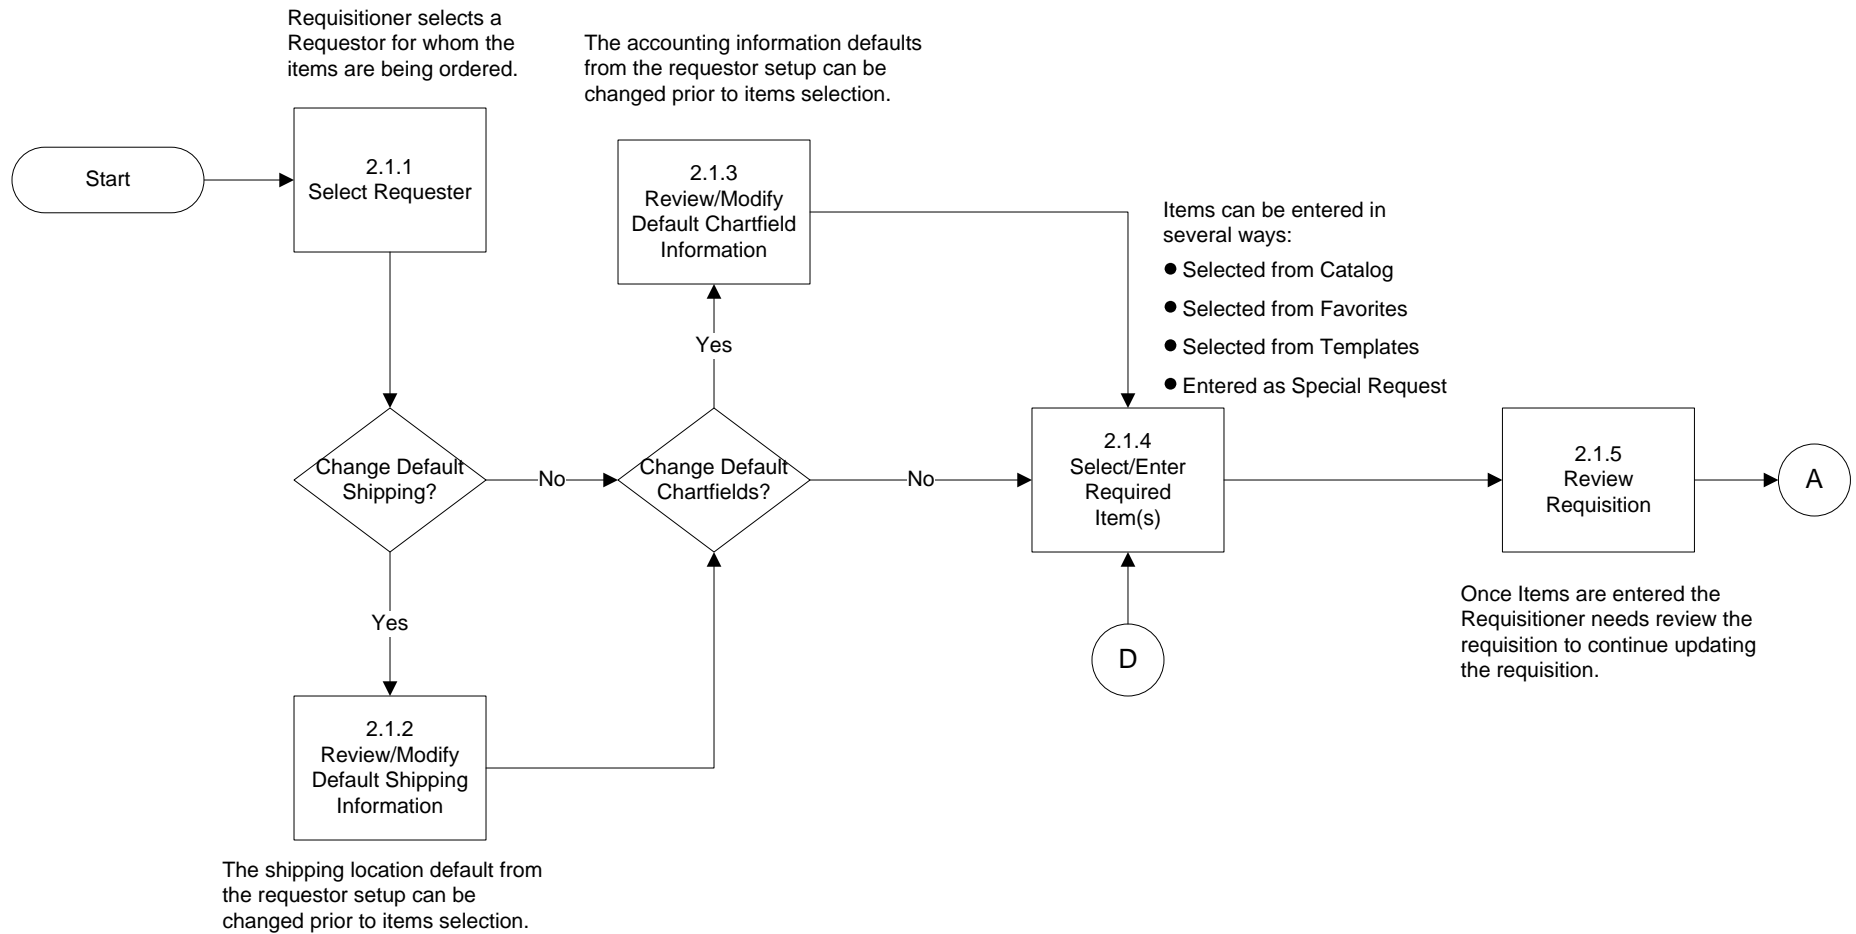 Requisitioner selects a
Requestor for whom the
items are being ordered.
The accounting information defaults
from the requestor setup can be
changed prior to items selection.
Start
2.1.1
Select Requester
2.1.3
Review/Modify
Default Chartfield
Information
Items can be entered in
several ways:
● Selected from Catalog
● Selected from Favorites
● Selected from Templates
● Entered as Special Request
Yes
Change Default
Shipping?
No
Change Default
Chartfields?
No
2.1.4
Select/Enter
Required
Item(s)
2.1.5
Review
Requisition
A
Yes
D
Once Items are entered the
Requisitioner needs review the
requisition to continue updating
the requisition.
2.1.2
Review/Modify
Default Shipping
Information
The shipping location default from
the requestor setup can be
changed prior to items selection.